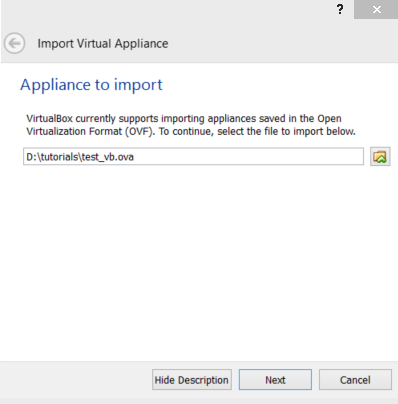 ?
Import Virtual Appliance
Appliance to import
VirtualBox currently supports importing appliances saved in the Open
Virtualization Format (OVF). To continue, select the file to import below.
D:\tutorials\test_vb.ova
Hide Description Next Cancel